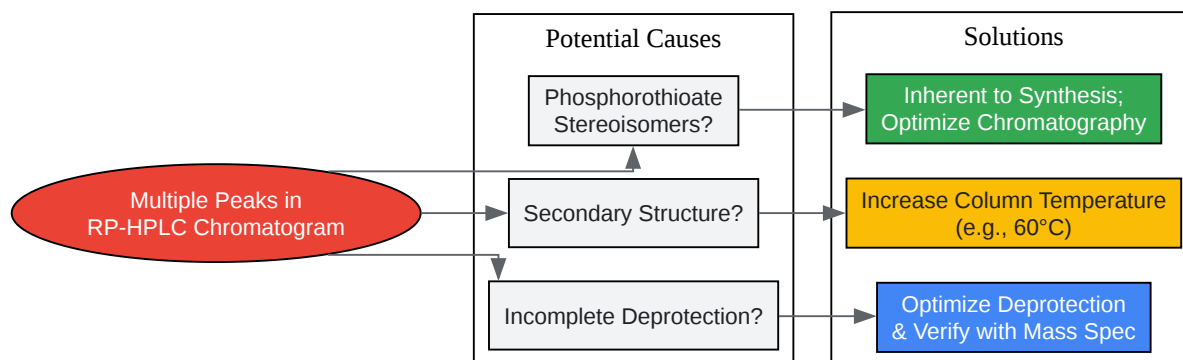 Potential Causes
Solutions
Phosphorothioate
Stereoisomers?
Inherent to Synthesis;
Optimize Chromatography
Multiple Peaks in
RP-HPLC Chromatogram
Secondary Structure?
Increase Column Temperature
(e.g., 60°C)
Incomplete Deprotection?
Optimize Deprotection
& Verify with Mass Spec